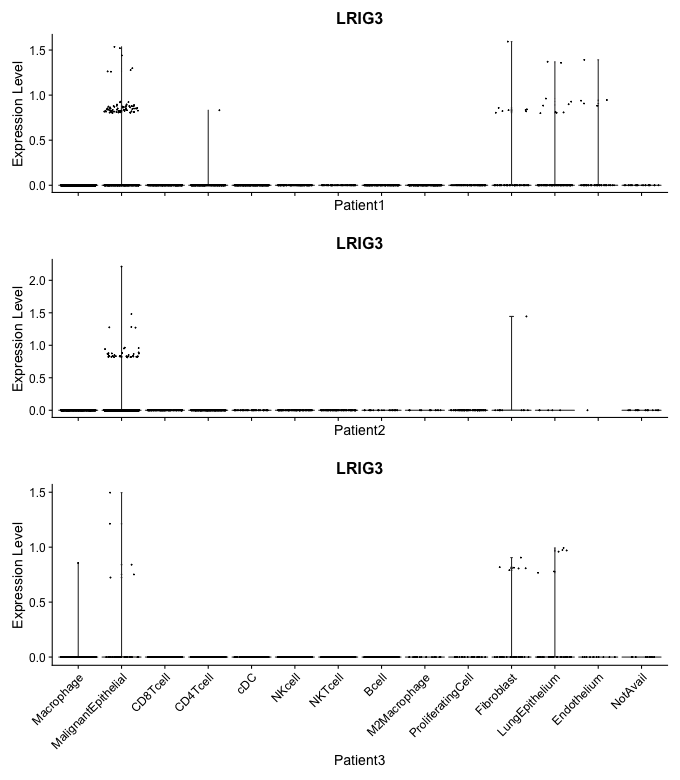 LRIG3
Expression Level
1.5
1.0
0.5
0.0
Patient1
LRIG3
Expression Level
2.0
1.5
1.0
0.5
0.0
Patient2
LRIG3
Expression Level
1.5
1.0
0.5
0.0
Macrophage
MalignantEpithelial
CD8Tcell
CD4Tcell
cDC
NKcell
NKTcell
Bcell
M2Macrophage
ProliferatingCell
Fibroblast
LungEpithelium
Endothelium
NotAvail
Patient3